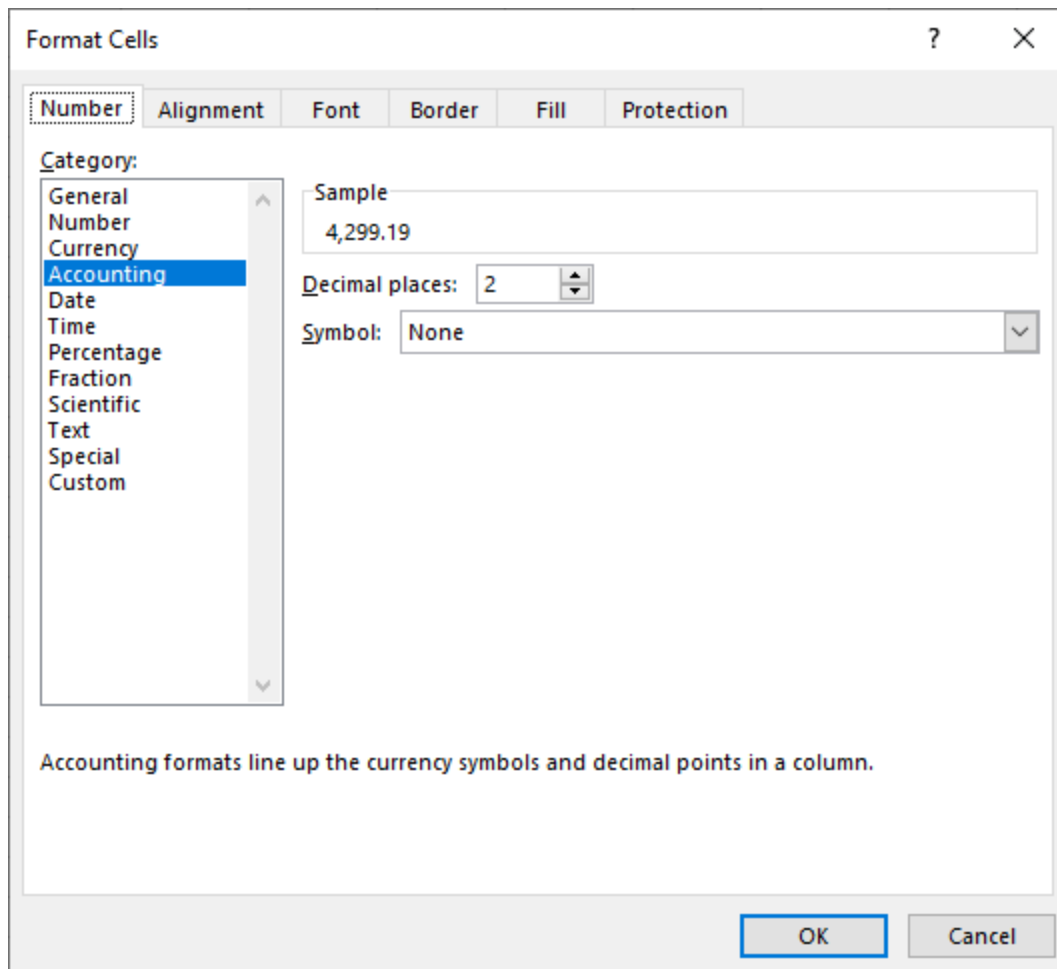 Format Cells ?
Number Alignment Font Border Fill Protection
Category:
General
Number
Currency
Accounting
Date
Time
Percentage
Fraction
Scientific
Text
Special
Custom
Sample
4,299.19
Decimal places: 2
Symbol: None
Accounting formats line up the currency symbols and decimal points in a column.
OK Cancel